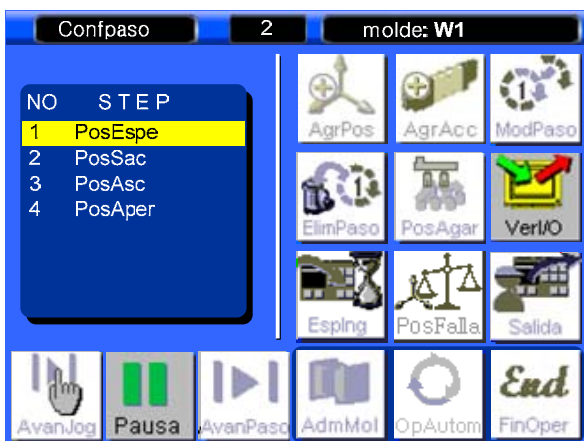 Confpaso 2 molde: W1
NO STEP
1 PosEspe
2 PosSac
3 PosAsc
4 PosAper
AgrPos AgrAcc ModPaso
ElimPaso PosAgar VerI/O
EspIng PosFalla Salida
AvanJog Pausa AvanPaso AdmMol OpAutom FinOper
End